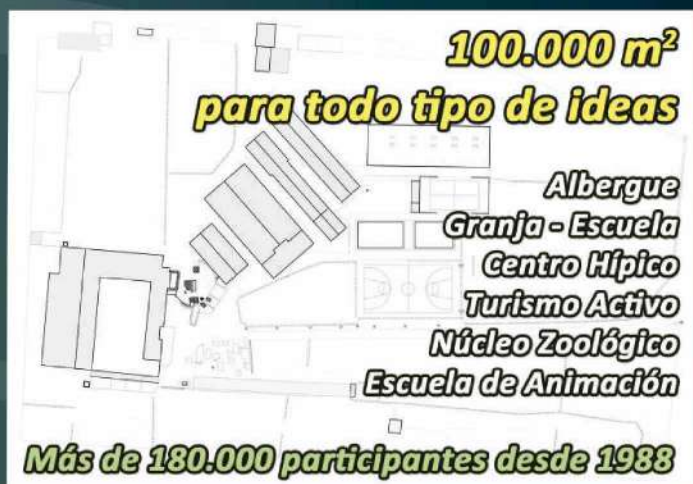 100.000 m²
para todo tipo de ideas
Albergue
Granja - Escuela
Centro Hípico
Turismo Activo
Núcleo Zoológico
Escuela de Animación
Más de 180.000 participantes desde 1988